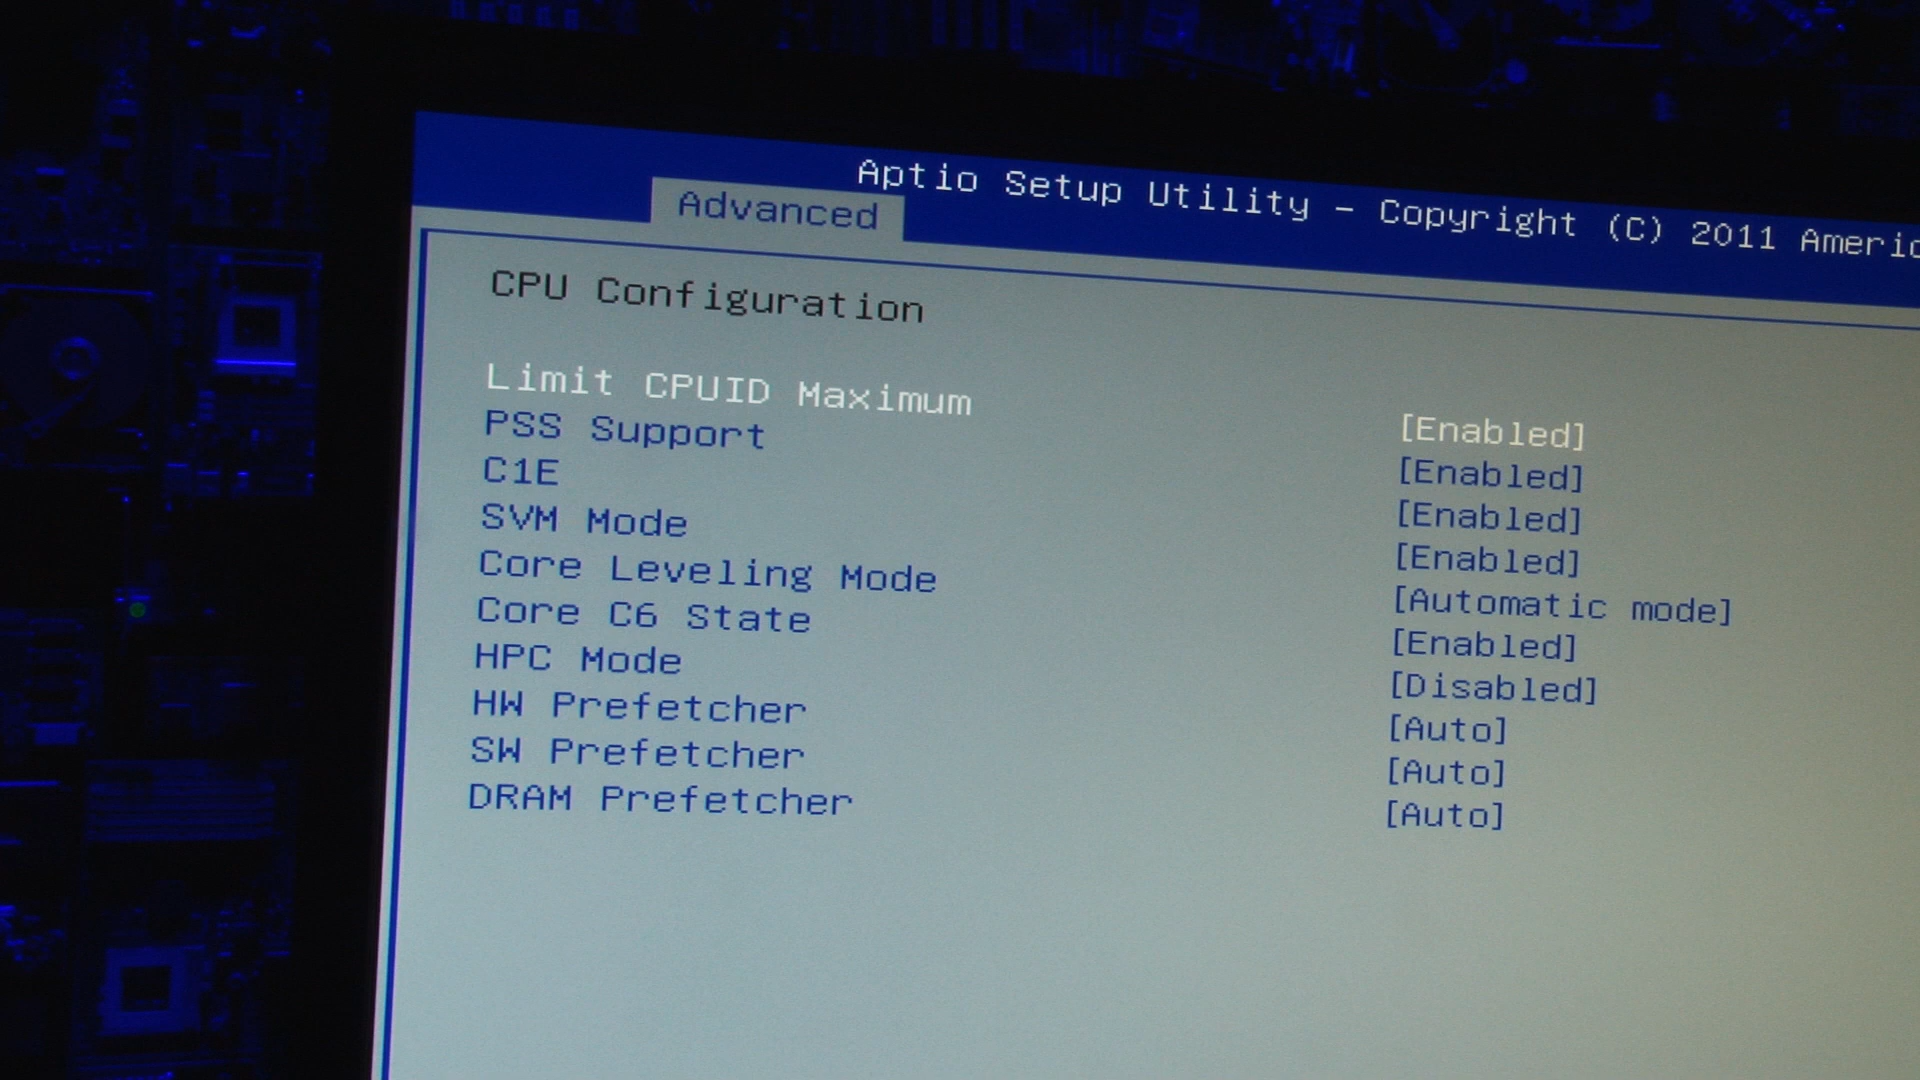 Aptio Setup Utility - Copyright (C) 2011
Advanced
CPU Configuration
Limit CPUID Maximum [Enabled]
PSS Support [Enabled]
C1E [Enabled]
SVM Mode [Enabled]
Core Leveling Mode [Automatic mode]
Core C6 State [Enabled]
HPC Mode [Disabled]
HW Prefetcher [Auto]
SW Prefetcher [Auto]
DRAM Prefetcher [Auto]